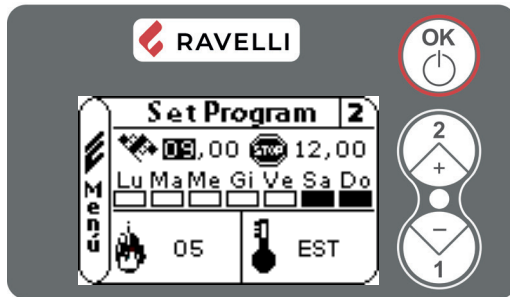 RAVELLI
OK
Set Program 2
09,00 STOP 12,00
Lu Ma Me Gi Ve Sa Do
Menú
05 EST
2
+
−
1